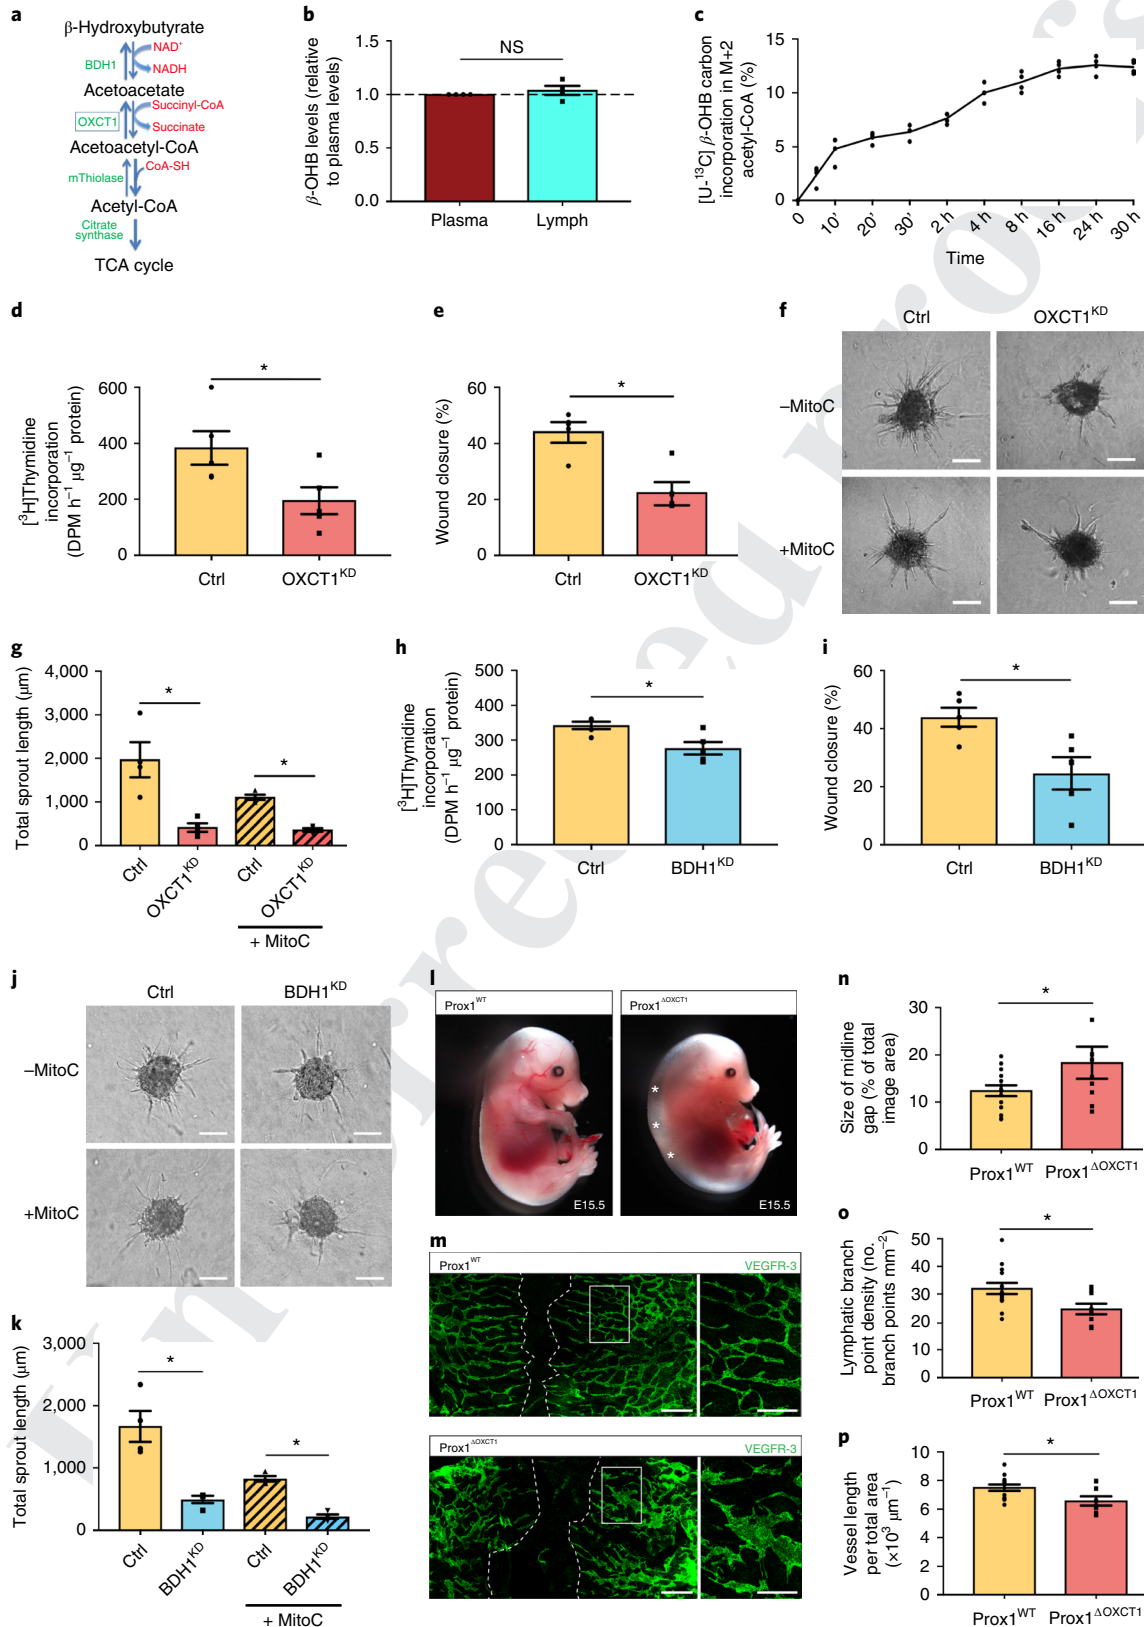 a
β-Hydroxybutyrate
BDH1
NAD⁺
NADH
Acetoacetate
OXCT1
Succinyl-CoA
Succinate
Acetoacetyl-CoA
mThiolase
CoA-SH
Acetyl-CoA
Citrate
synthase
TCA cycle
b
β-OHB levels (relative
to plasma levels)
1.5
1.0
0.5
0.0
NS
Plasma
Lymph
c
[U-¹³C] β-OHB carbon
incorporation in M+2
acetyl-CoA (%)
15
10
5
0
0
10′
20′
30′
2 h
4 h
8 h
16 h
24 h
30 h
Time
d
[³H]Thymidine
incorporation
(DPM h⁻¹ µg⁻¹ protein)
600
400
200
0
*
Ctrl
OXCT1ᴷᴰ
e
Wound closure (%)
60
40
20
0
*
Ctrl
OXCT1ᴷᴰ
f
Ctrl
OXCT1ᴷᴰ
–MitoC
+MitoC
g
Total sprout length (µm)
4,000
3,000
2,000
1,000
0
*
*
Ctrl
OXCT1ᴷᴰ
Ctrl
OXCT1ᴷᴰ
+ MitoC
h
[³H]Thymidine
incorporation
(DPM h⁻¹ µg⁻¹ protein)
500
400
300
200
100
0
*
Ctrl
BDH1ᴷᴰ
i
Wound closure (%)
60
40
20
0
*
Ctrl
BDH1ᴷᴰ
j
Ctrl
BDH1ᴷᴰ
–MitoC
+MitoC
k
Total sprout length (µm)
3,000
2,000
1,000
0
*
*
Ctrl
BDH1ᴷᴰ
Ctrl
BDH1ᴷᴰ
+ MitoC
l
Prox1ᵂᵀ
E15.5
Prox1^ΔOXCT1
*
*
*
E15.5
m
Prox1ᵂᵀ
VEGFR-3
Prox1^ΔOXCT1
VEGFR-3
n
Size of midline
gap (% of total
image area)
30
20
10
0
*
Prox1ᵂᵀ
Prox1^ΔOXCT1
o
Lymphatic branch
point density (no.
branch points mm⁻²)
50
40
30
20
10
0
*
Prox1ᵂᵀ
Prox1^ΔOXCT1
p
Vessel length
per total area
(×10³ µm⁻¹)
10
8
6
4
2
0
*
Prox1ᵂᵀ
Prox1^ΔOXCT1